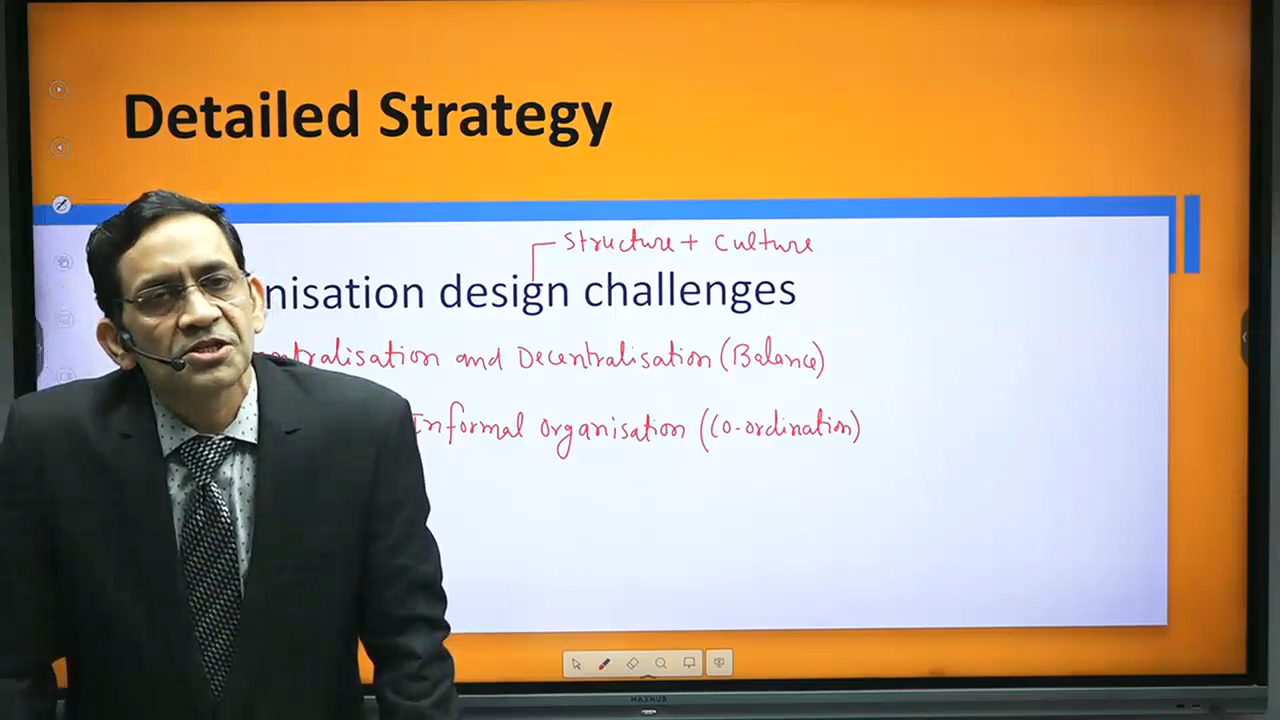 Detailed Strategy
Structure + Culture
nisation design challenges
ntralisation and Decentralisation (Balance)
Informal Organisation (Co-ordination)
MAXHUB